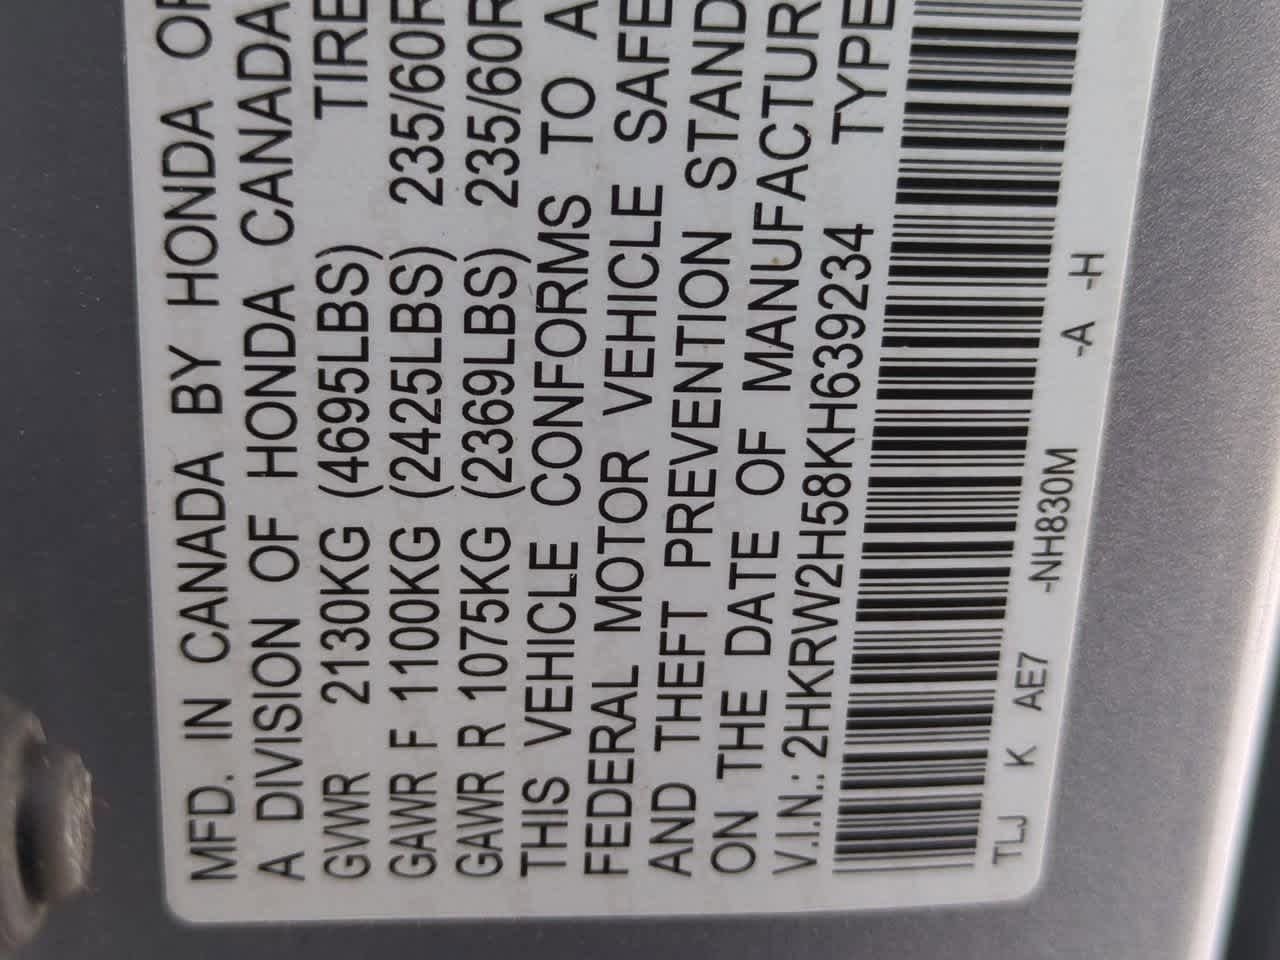 MFD. IN CANADA BY HONDA OF
A DIVISION OF HONDA CANADA
GVWR 2130KG (4695LBS) TIRE
GAWR F 1100KG (2425LBS) 235/60R
GAWR R 1075KG (2369LBS) 235/60R
THIS VEHICLE CONFORMS TO A
FEDERAL MOTOR VEHICLE SAFE
AND THEFT PREVENTION STAND
ON THE DATE OF MANUFACTUR
V.I.N.: 2HKRW2H58KH639234 TYPE
TLJ K AE7 -NH830M -A -H